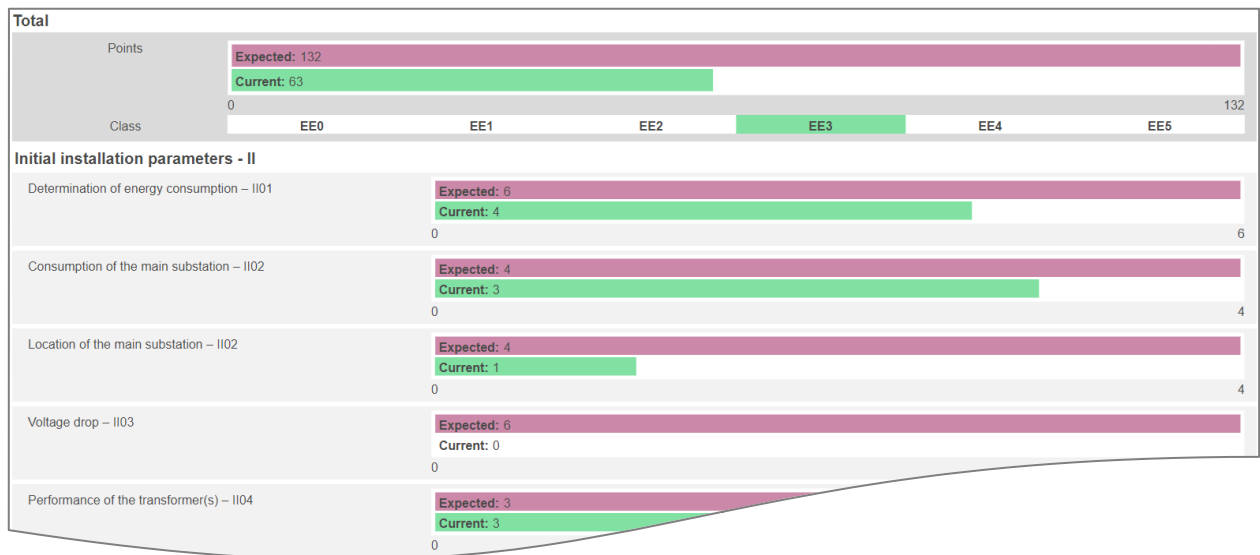 Total
Points
Expected: 132
Current: 63
0 132
Class EE0 EE1 EE2 EE3 EE4 EE5
Initial installation parameters - II
Determination of energy consumption – II01
Expected: 6
Current: 4
0 6
Consumption of the main substation – II02
Expected: 4
Current: 3
0 4
Location of the main substation – II02
Expected: 4
Current: 1
0 4
Voltage drop – II03
Expected: 6
Current: 0
0
Performance of the transformer(s) – II04
Expected: 3
Current: 3
0